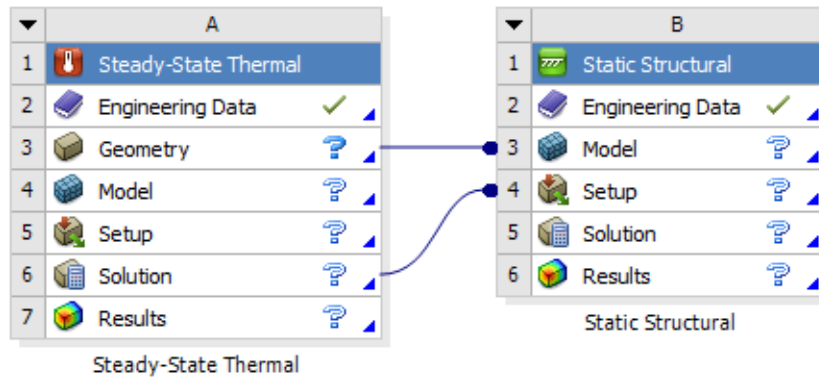 A
1 Steady-State Thermal
2 Engineering Data
3 Geometry ?
4 Model ?
5 Setup ?
6 Solution ?
7 Results ?
Steady-State Thermal
B
1 Static Structural
2 Engineering Data
3 Model ?
4 Setup ?
5 Solution ?
6 Results ?
Static Structural